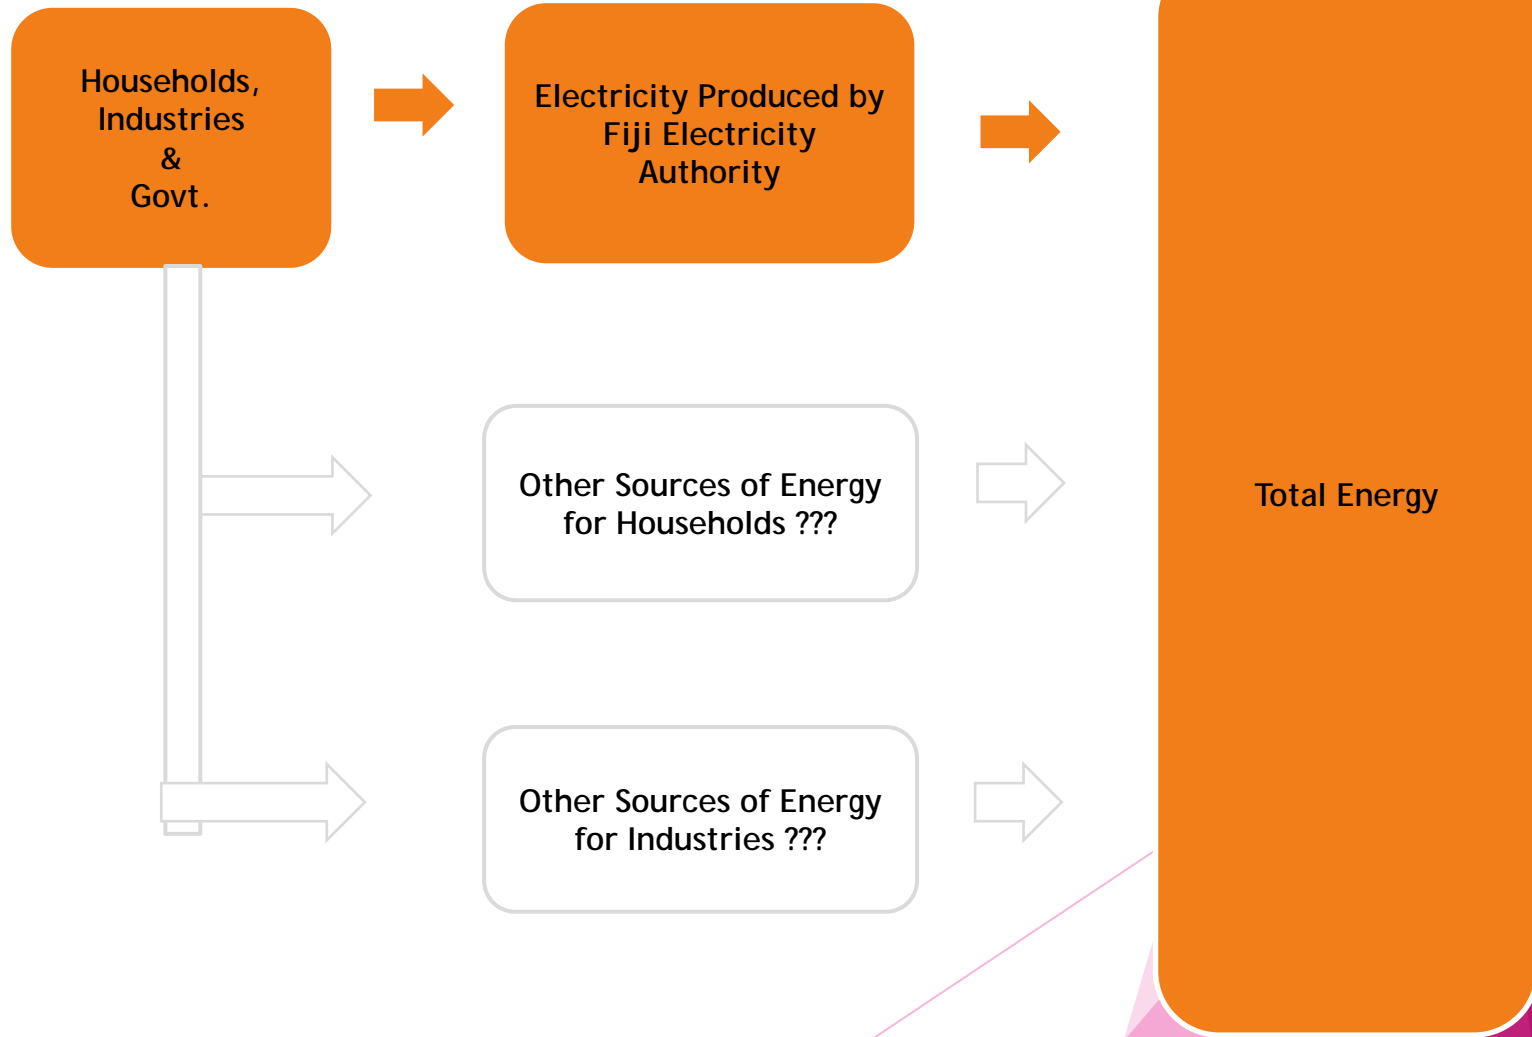 Households,
Industries
&
Govt.
Electricity Produced by
Fiji Electricity
Authority
Other Sources of Energy
for Households ???
Other Sources of Energy
for Industries ???
Total Energy